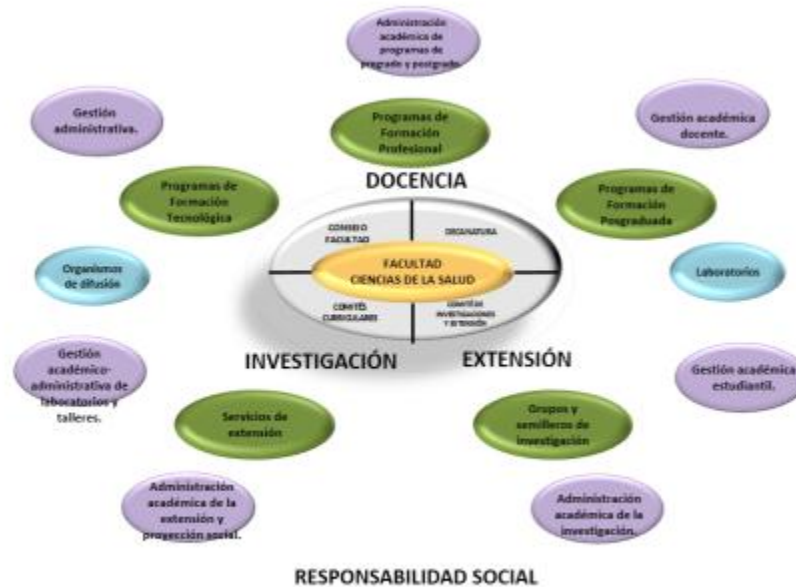 Administración
académica de
programas de
pregrado y postgrado.
Gestión
administrativa.
Programas de
Formación
Profesional
Gestión académica
docente.
DOCENCIA
Programas de
Formación
Tecnológica
Programas de
Formación
Posgraduada
CONSEJO
FACULTAD
DECANATURA
Organismos
de difusión
FACULTAD
CIENCIAS DE LA SALUD
Laboratorios
COMITÉS
CURRICULARES
INVESTIGACIONES
Y EXTENSIÓN
INVESTIGACIÓN
EXTENSIÓN
Gestión
académico-
administrativa de
laboratorios y
talleres.
Gestión académica
estudiantil.
Servicios de
extensión
Grupos y
semilleros de
investigación
Administración
académica de la
extensión y
proyección social.
Administración
académica de la
investigación.
RESPONSABILIDAD SOCIAL